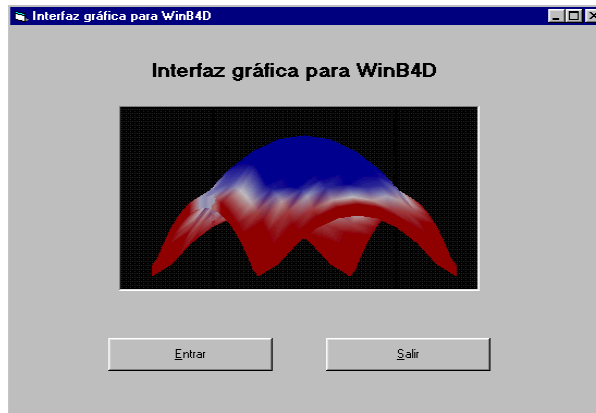 Interfaz gráfica para WinB4D
Interfaz gráfica para WinB4D
Entrar
Salir